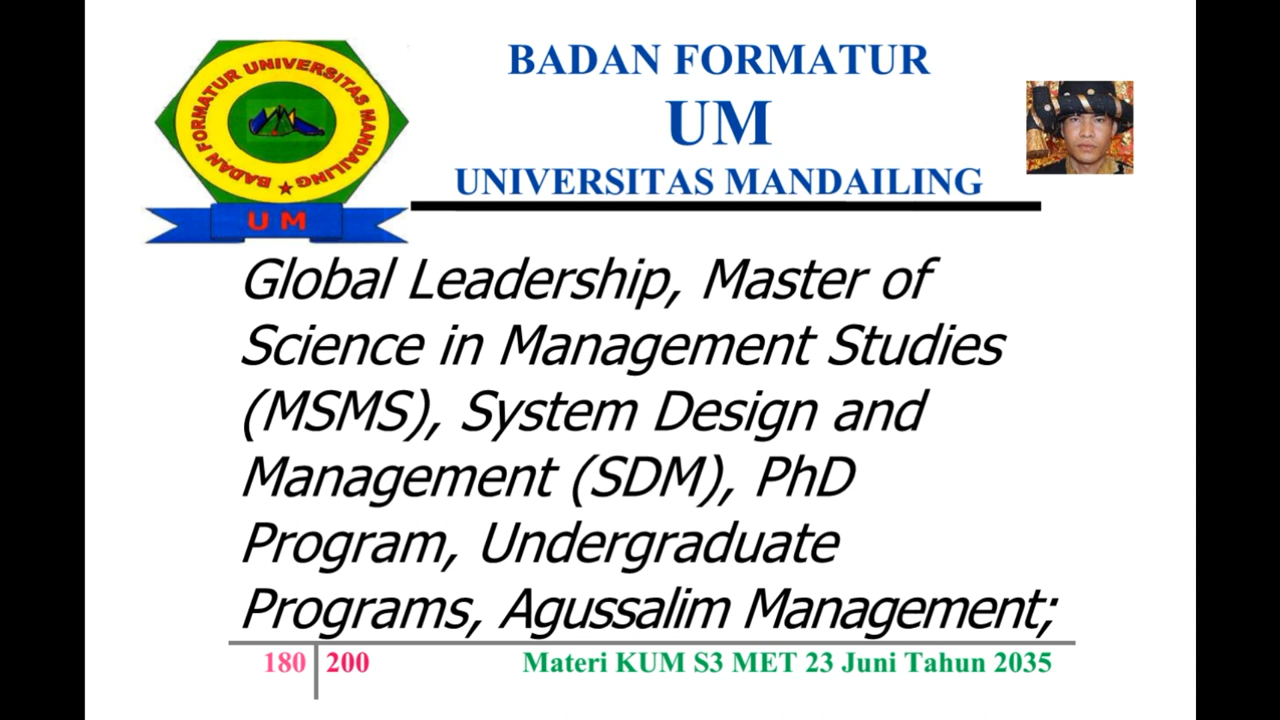 BADAN FORMATUR UNIVERSITAS MANDAILING
U M
BADAN FORMATUR
UM
UNIVERSITAS MANDAILING
Global Leadership, Master of
Science in Management Studies
(MSMS), System Design and
Management (SDM), PhD
Program, Undergraduate
Programs, Agussalim Management;
180 200 Materi KUM S3 MET 23 Juni Tahun 2035